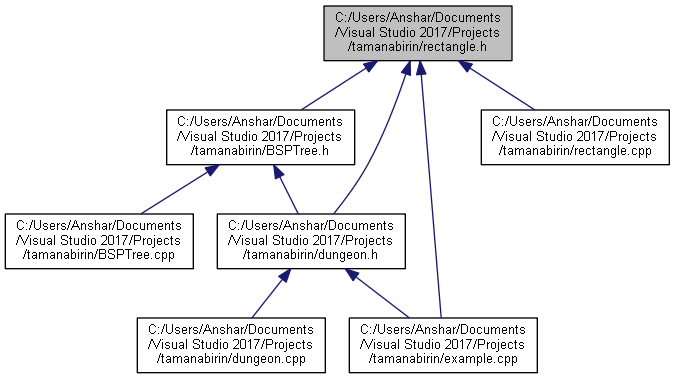 C:/Users/Anshar/Documents
/Visual Studio 2017/Projects
/tamanabirin/rectangle.h
C:/Users/Anshar/Documents
/Visual Studio 2017/Projects
/tamanabirin/BSPTree.h
C:/Users/Anshar/Documents
/Visual Studio 2017/Projects
/tamanabirin/rectangle.cpp
C:/Users/Anshar/Documents
/Visual Studio 2017/Projects
/tamanabirin/BSPTree.cpp
C:/Users/Anshar/Documents
/Visual Studio 2017/Projects
/tamanabirin/dungeon.h
C:/Users/Anshar/Documents
/Visual Studio 2017/Projects
/tamanabirin/dungeon.cpp
C:/Users/Anshar/Documents
/Visual Studio 2017/Projects
/tamanabirin/example.cpp